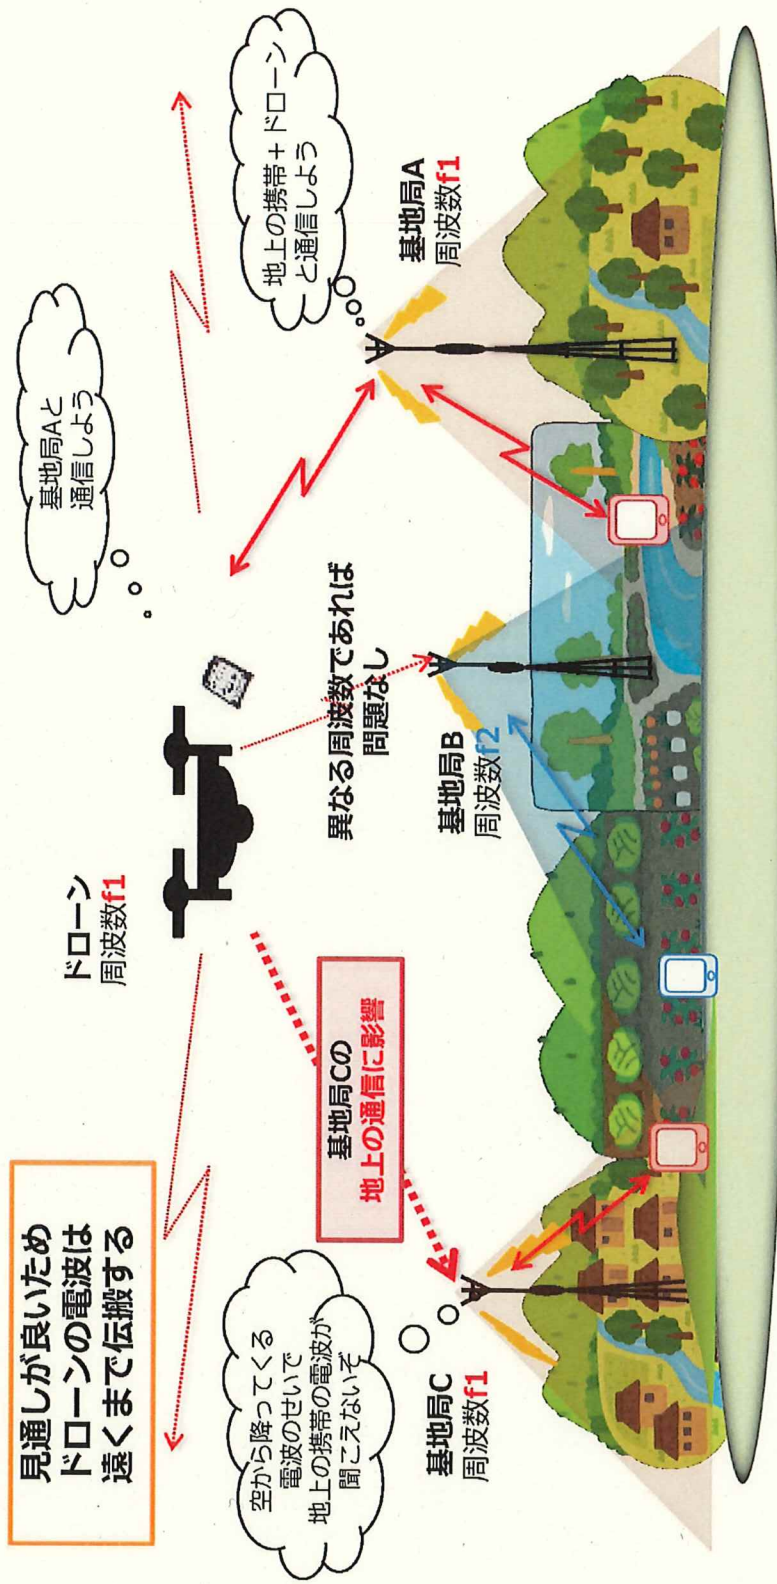 見通しが良いため
ドローンの電波は
遠くまで伝搬する
ドローン
周波数f1
基地局Aと
通信しよう
地上の携帯+ドローン
と通信しよう
空から降ってくる
電波のせいで
地上の携帯の電波が
聞こえないぞ
基地局Cの
地上の通信に影響
異なる周波数であれば
問題なし
基地局C
周波数f1
基地局B
周波数f2
基地局A
周波数f1